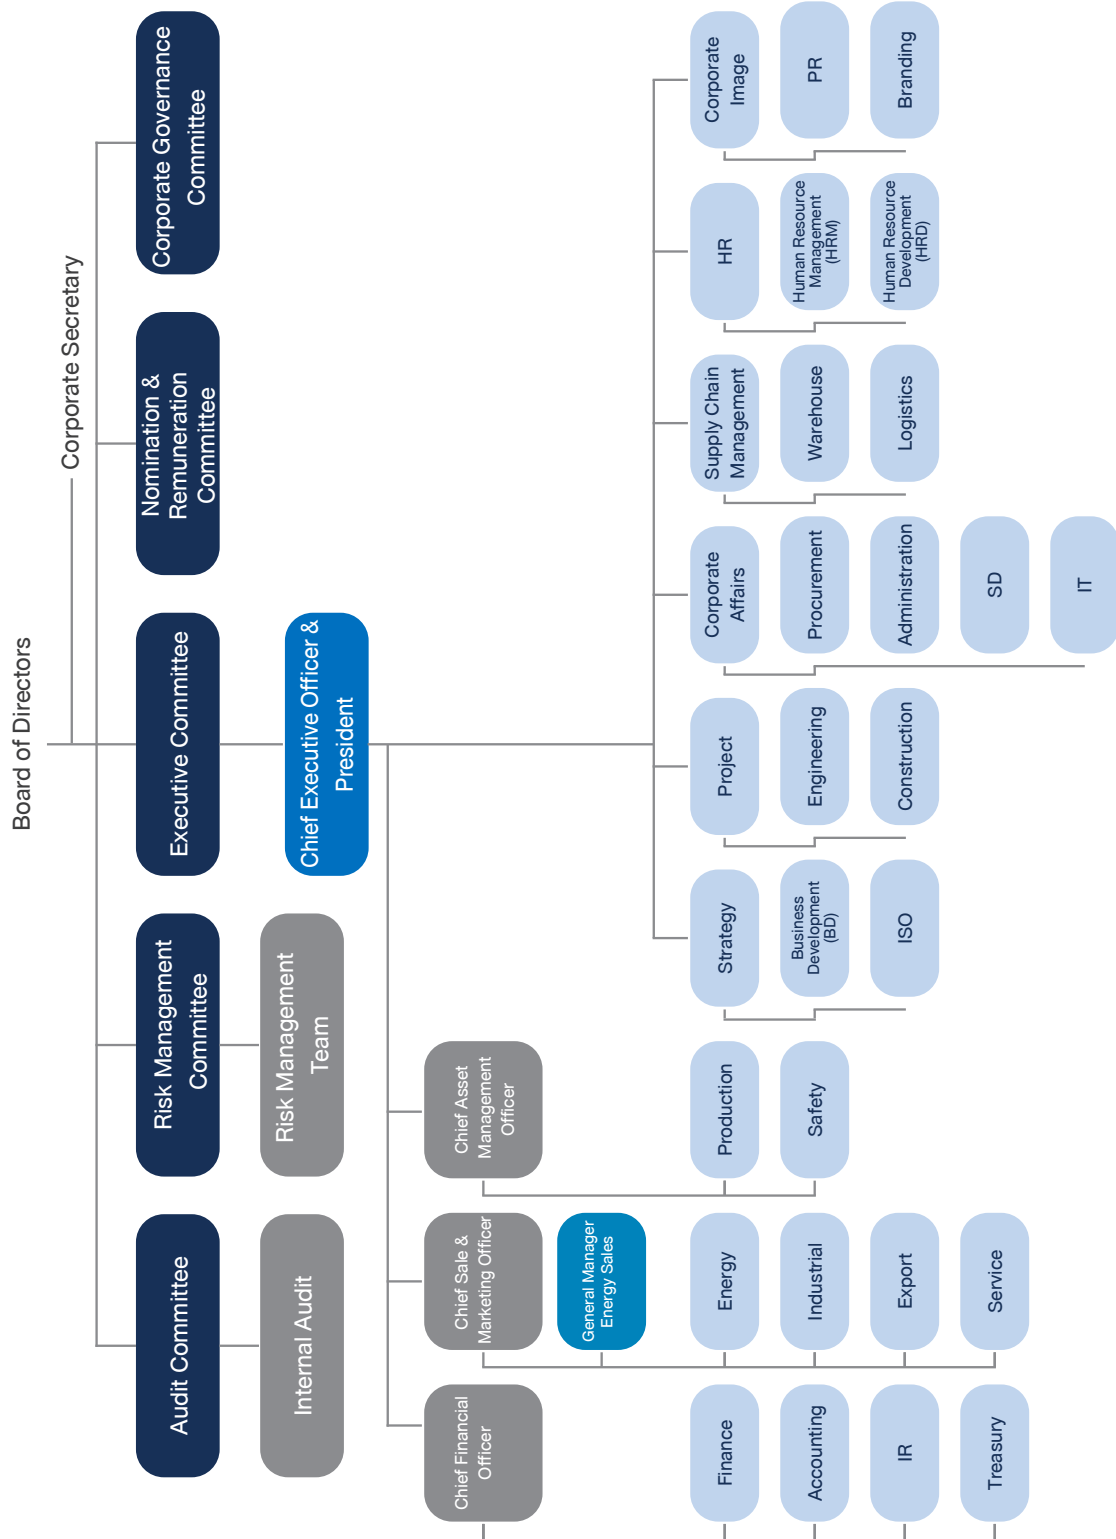 Board of Directors
Corporate Secretary
Audit Committee
Risk Management
Committee
Executive Committee
Nomination &
Remuneration
Committee
Corporate Governance
Committee
Internal Audit
Risk Management
Team
Chief Executive Officer &
President
Chief Financial
Officer
Chief Sale &
Marketing Officer
Chief Asset
Management
Officer
General Manager
Energy Sales
Finance
Accounting
IR
Treasury
Energy
Industrial
Export
Service
Production
Safety
Strategy
Business
Development
(BD)
ISO
Project
Engineering
Construction
Corporate
Affairs
Procurement
Administration
SD
IT
Supply Chain
Management
Warehouse
Logistics
HR
Human Resource
Management
(HRM)
Human Resource
Development
(HRD)
Corporate
Image
PR
Branding